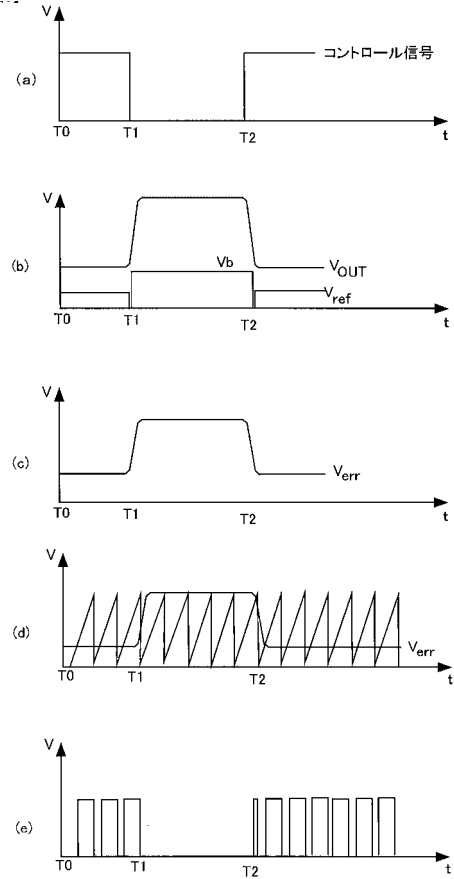 V
コントロール信号
(a)
T0
T1
T2
t
V
(b)
Vb
VOUT
Vref
T0
T1
T2
t
V
(c)
Verr
T0
T1
T2
t
V
(d)
Verr
T0
T1
T2
t
V
(e)
T0
T1
T2
t